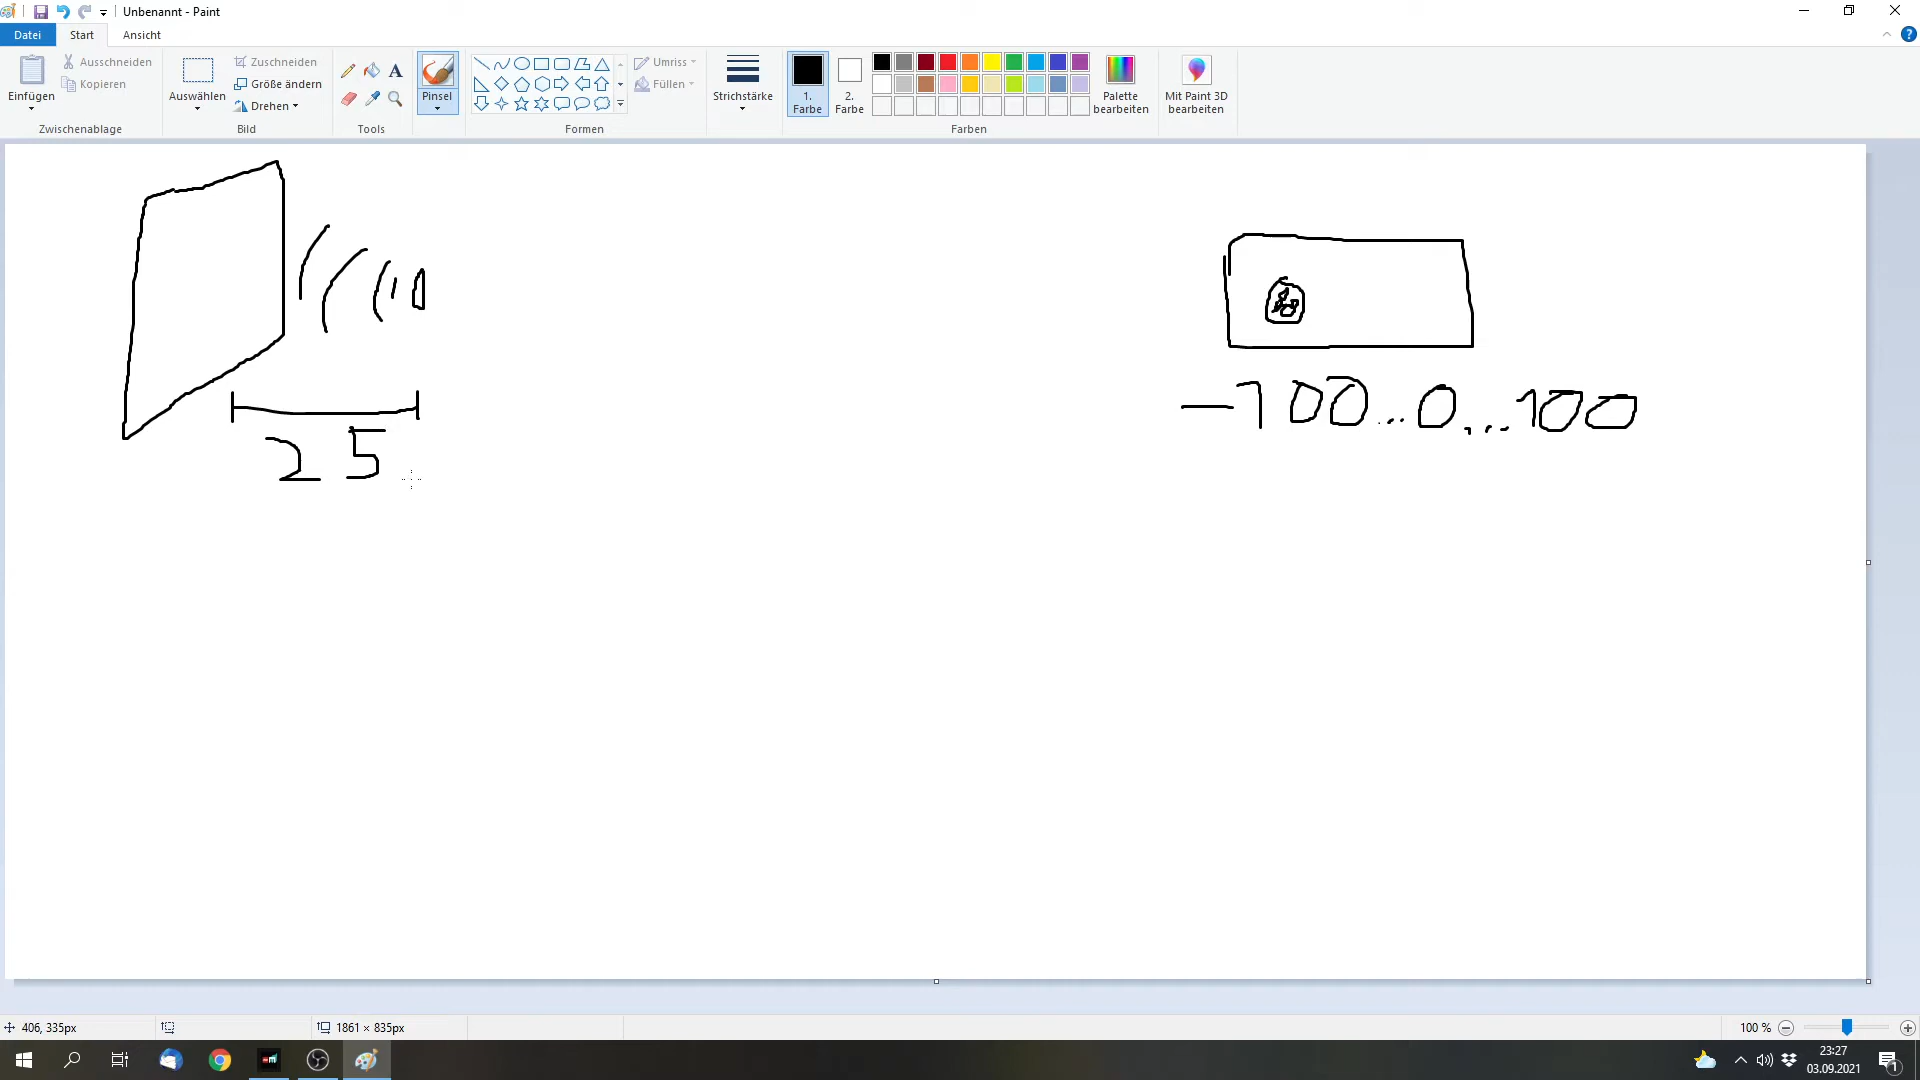 Unbenannt - Paint
Datei Start Ansicht
Einfügen
Ausschneiden
Kopieren
Zwischenablage
Auswählen
Zuschneiden
Größe ändern
Drehen
Bild
A
Tools
Pinsel
Formen
Umriss
Füllen
Strichstärke
1.
Farbe
2.
Farbe
Farben
Palette
bearbeiten
Mit Paint 3D
bearbeiten
-100...0...100
25
406, 335px
1861 × 835px
100 %
23:27
03.09.2021
1